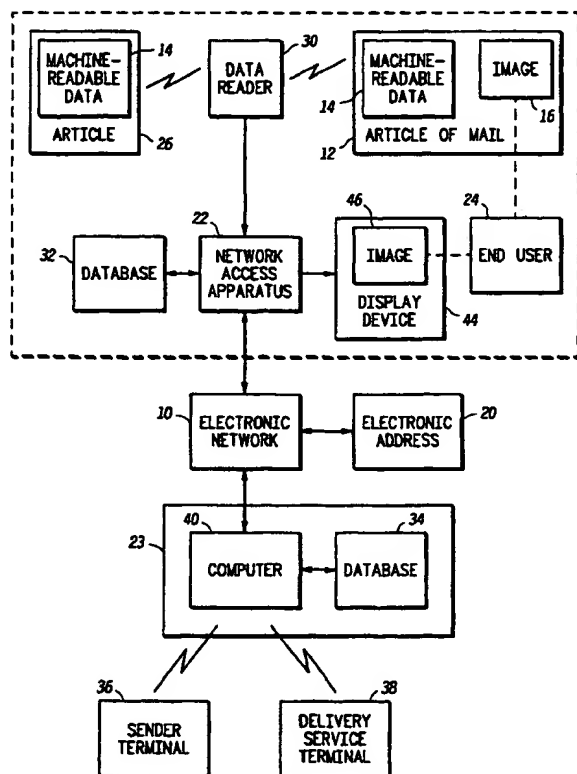 14
MACHINE-
READABLE
DATA
ARTICLE
26
30
DATA
READER
MACHINE-
READABLE
DATA
14
IMAGE
16
ARTICLE OF MAIL
12
32
DATABASE
22
NETWORK
ACCESS
APPARATUS
46
IMAGE
DISPLAY
DEVICE
44
24
END USER
10
ELECTRONIC
NETWORK
ELECTRONIC
ADDRESS
20
23
40
COMPUTER
34
DATABASE
36
SENDER
TERMINAL
38
DELIVERY
SERVICE
TERMINAL